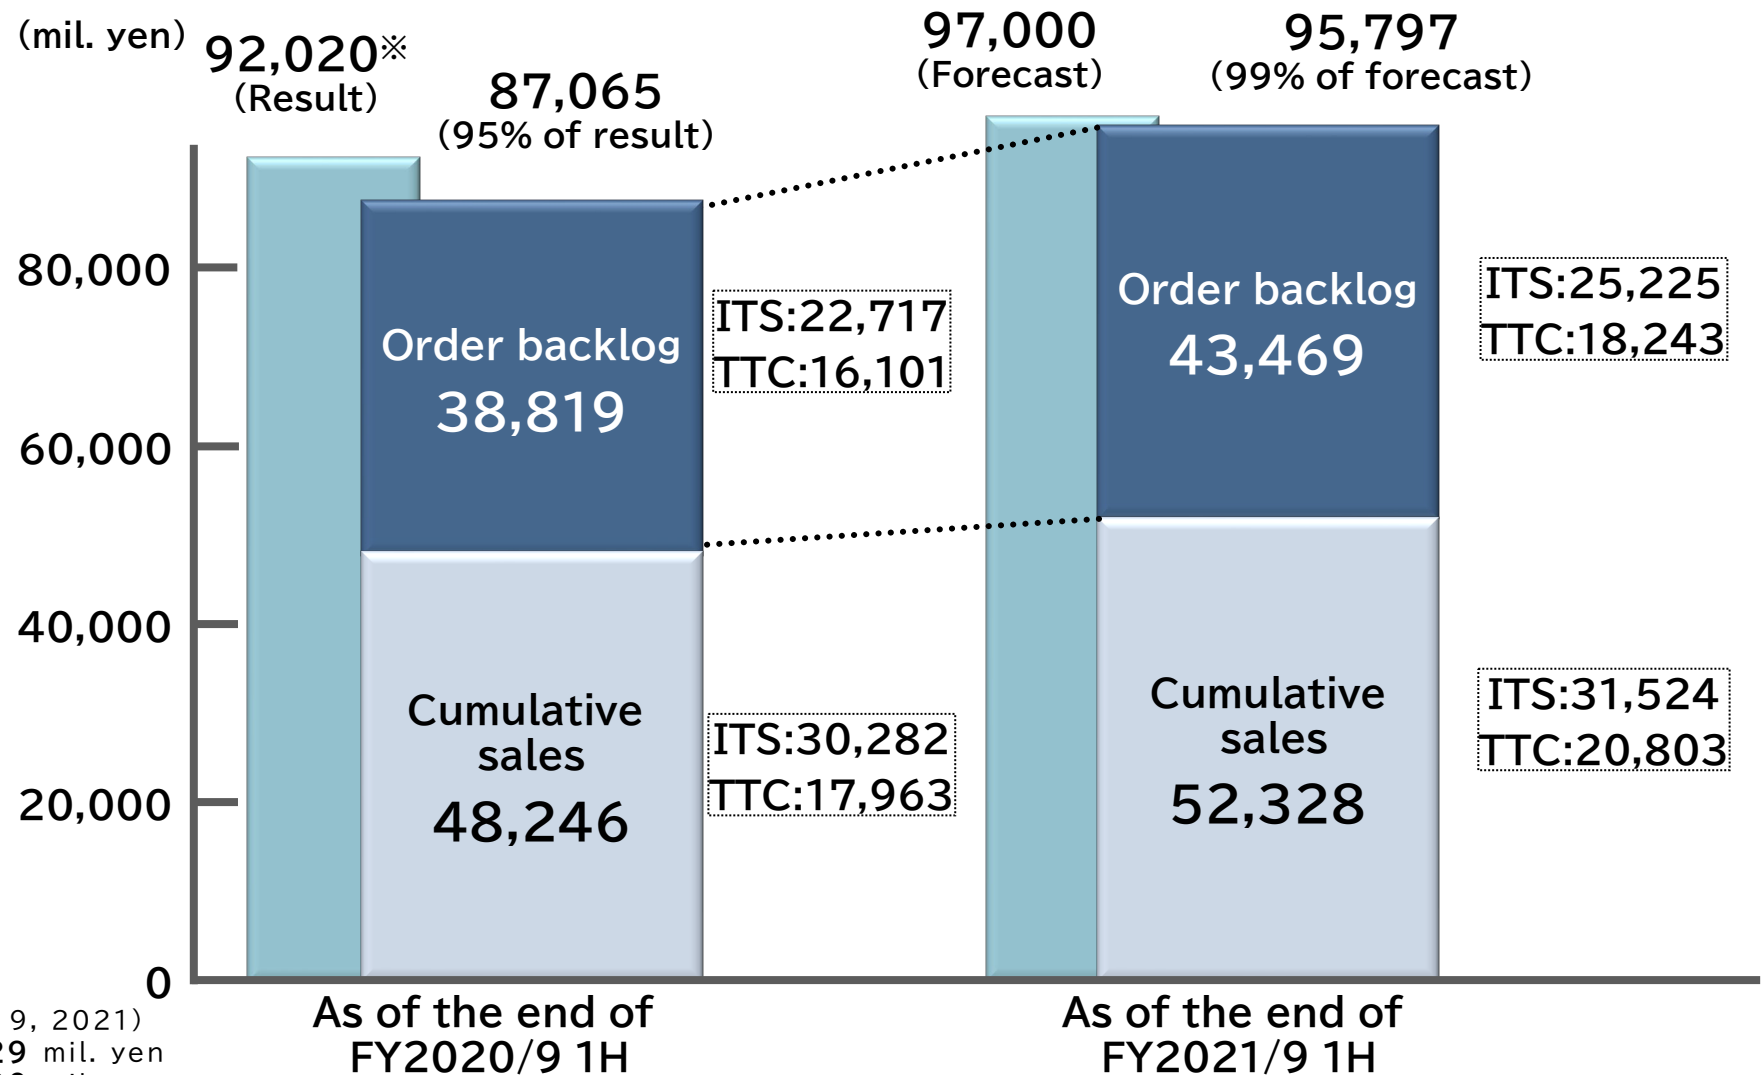 (mil. yen)
92,020※
(Result)
87,065
(95% of result)
97,000
(Forecast)
95,797
(99% of forecast)
80,000
60,000
40,000
20,000
0
Order backlog
38,819
ITS:22,717
TTC:16,101
Cumulative
sales
48,246
ITS:30,282
TTC:17,963
Order backlog
43,469
ITS:25,225
TTC:18,243
Cumulative
sales
52,328
ITS:31,524
TTC:20,803
As of the end of
FY2020/9 1H
As of the end of
FY2021/9 1H
9, 2021)
29 mil. yen